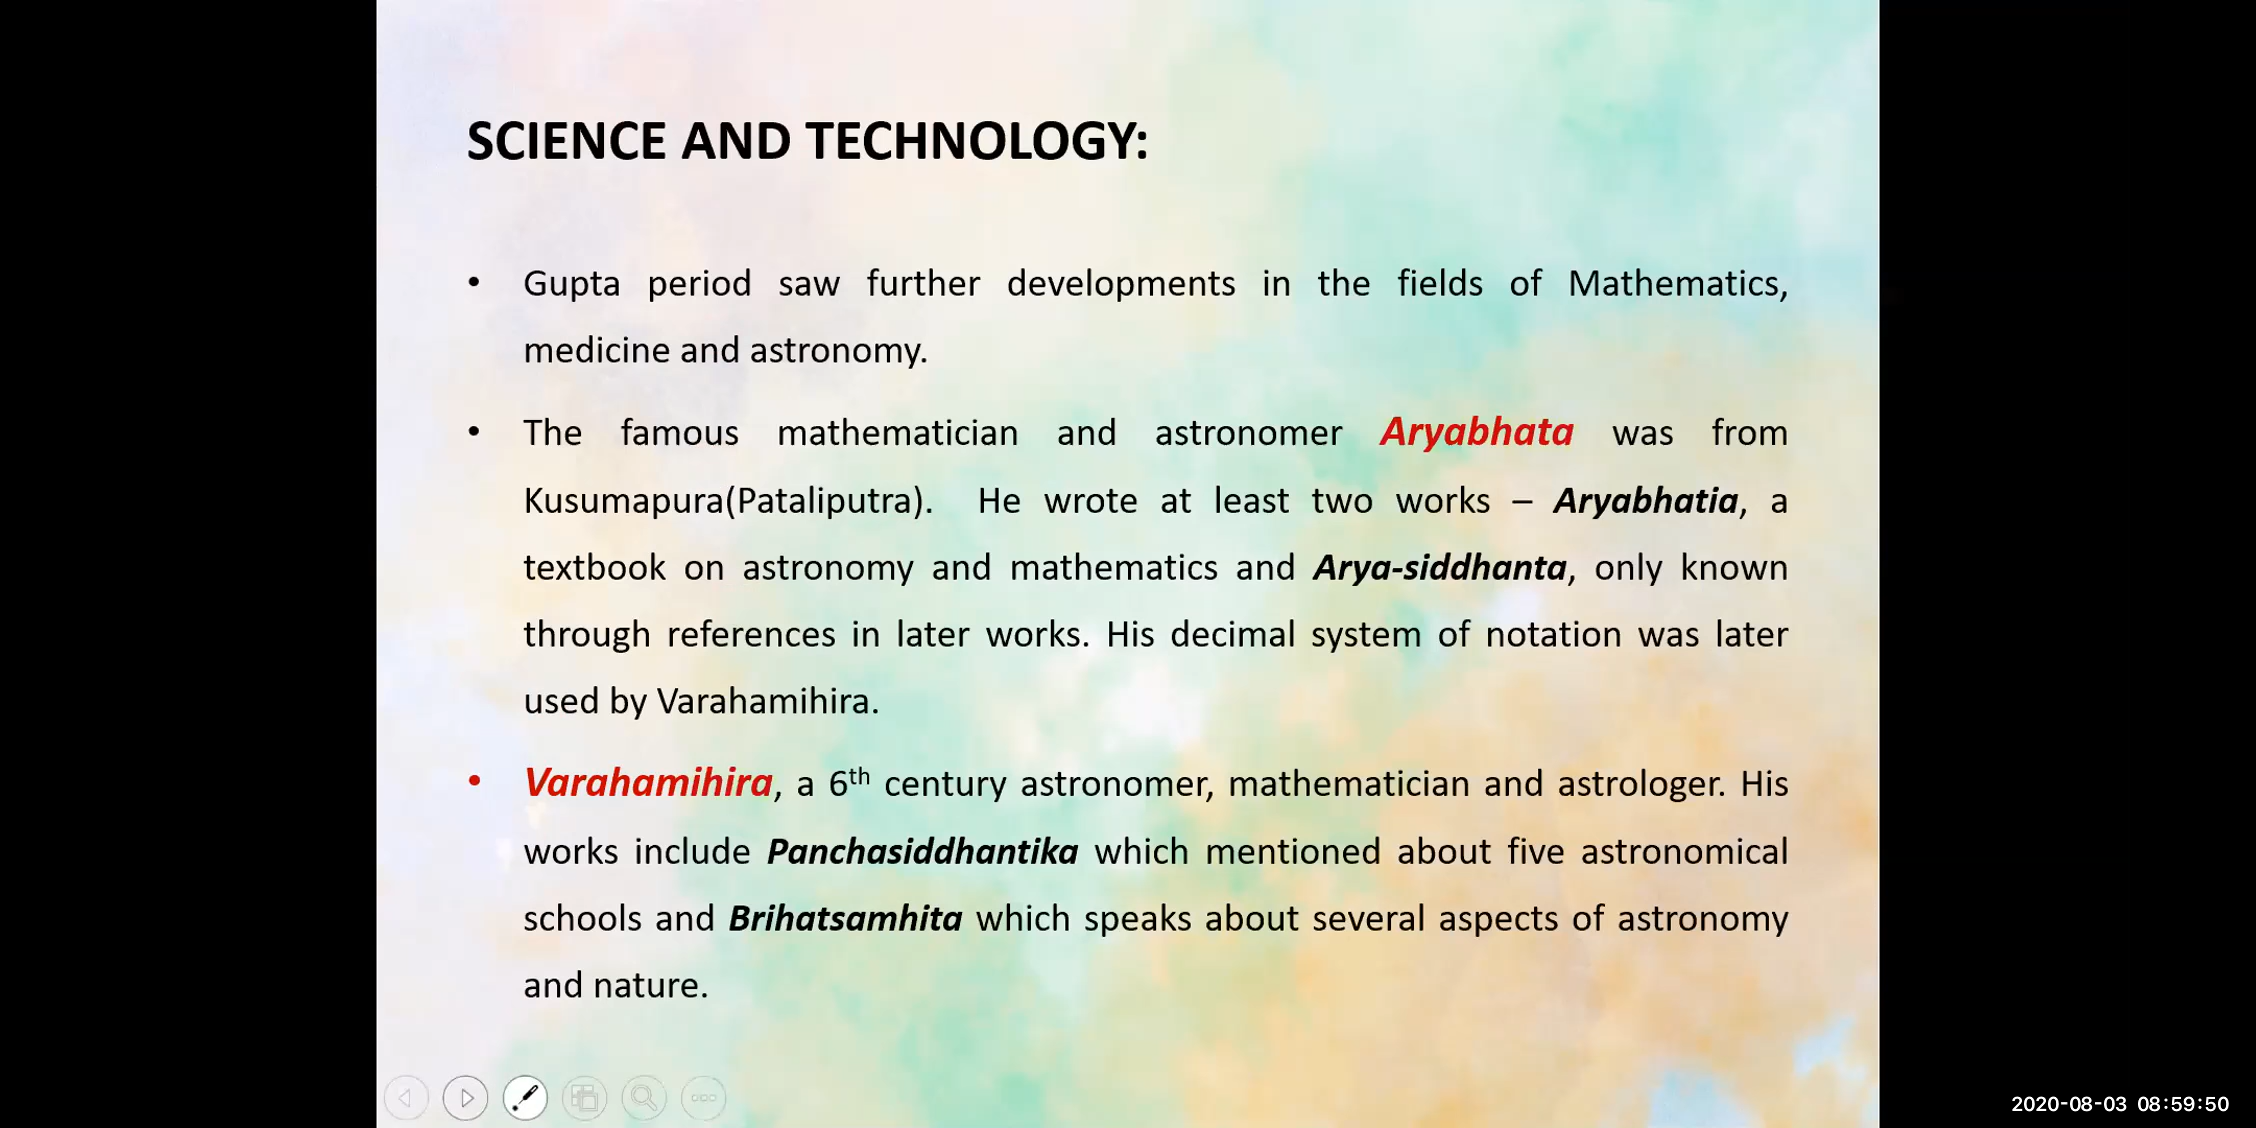 SCIENCE AND TECHNOLOGY:
• Gupta period saw further developments in the fields of Mathematics,
medicine and astronomy.
• The famous mathematician and astronomer Aryabhata was from
Kusumapura(Pataliputra). He wrote at least two works – Aryabhatia, a
textbook on astronomy and mathematics and Arya-siddhanta, only known
through references in later works. His decimal system of notation was later
used by Varahamihira.
• Varahamihira, a 6th century astronomer, mathematician and astrologer. His
works include Panchasiddhantika which mentioned about five astronomical
schools and Brihatsamhita which speaks about several aspects of astronomy
and nature.
2020-08-03 08:59:50